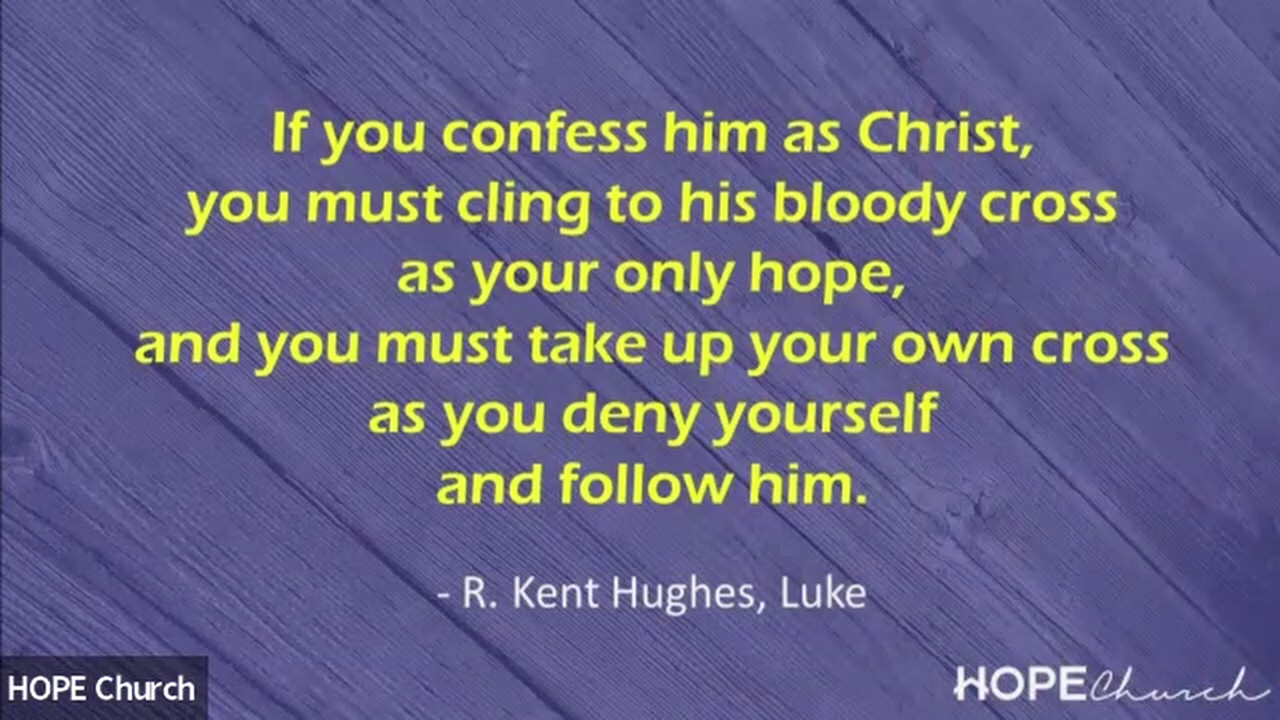 If you confess him as Christ,
you must cling to his bloody cross
as your only hope,
and you must take up your own cross
as you deny yourself
and follow him.
- R. Kent Hughes, Luke
HOPE Church
HOPE Church